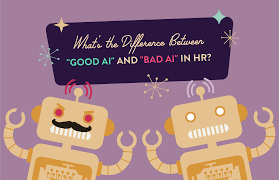 What's the Difference Between
"GOOD AI" AND "BAD AI" IN HR?